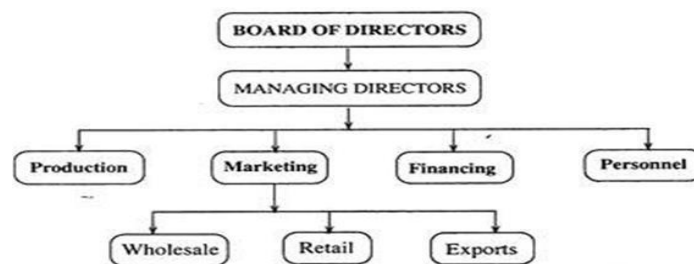 BOARD OF DIRECTORS
MANAGING DIRECTORS
Production Marketing Financing Personnel
Wholesale Retail Exports